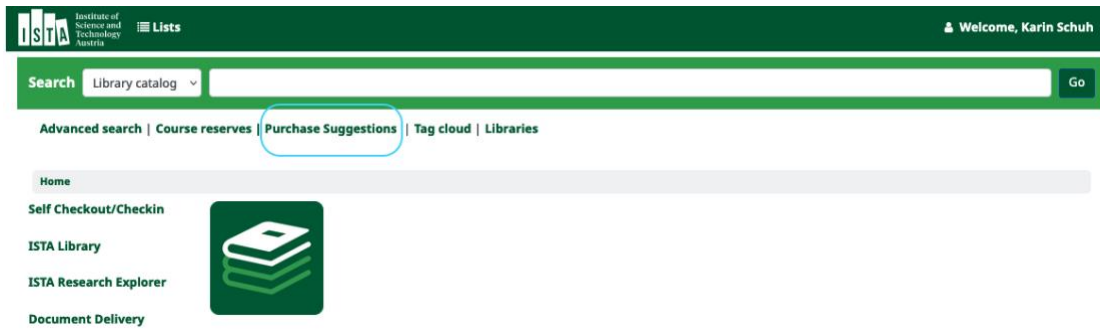 ISTA
Institute of
Science and
Technology
Austria
Lists
Welcome, Karin Schuh
Search Library catalog Go
Advanced search | Course reserves | Purchase Suggestions | Tag cloud | Libraries
Home
Self Checkout/Checkin
ISTA Library
ISTA Research Explorer
Document Delivery